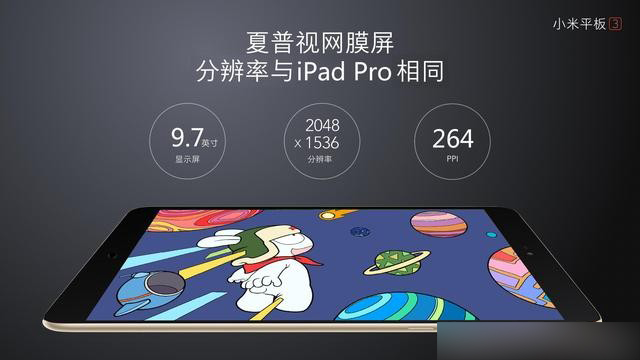 小米平板3
夏普视网膜屏
分辨率与iPad Pro相同
9.7英寸
显示屏
2048
x 1536
分辨率
264
PPI